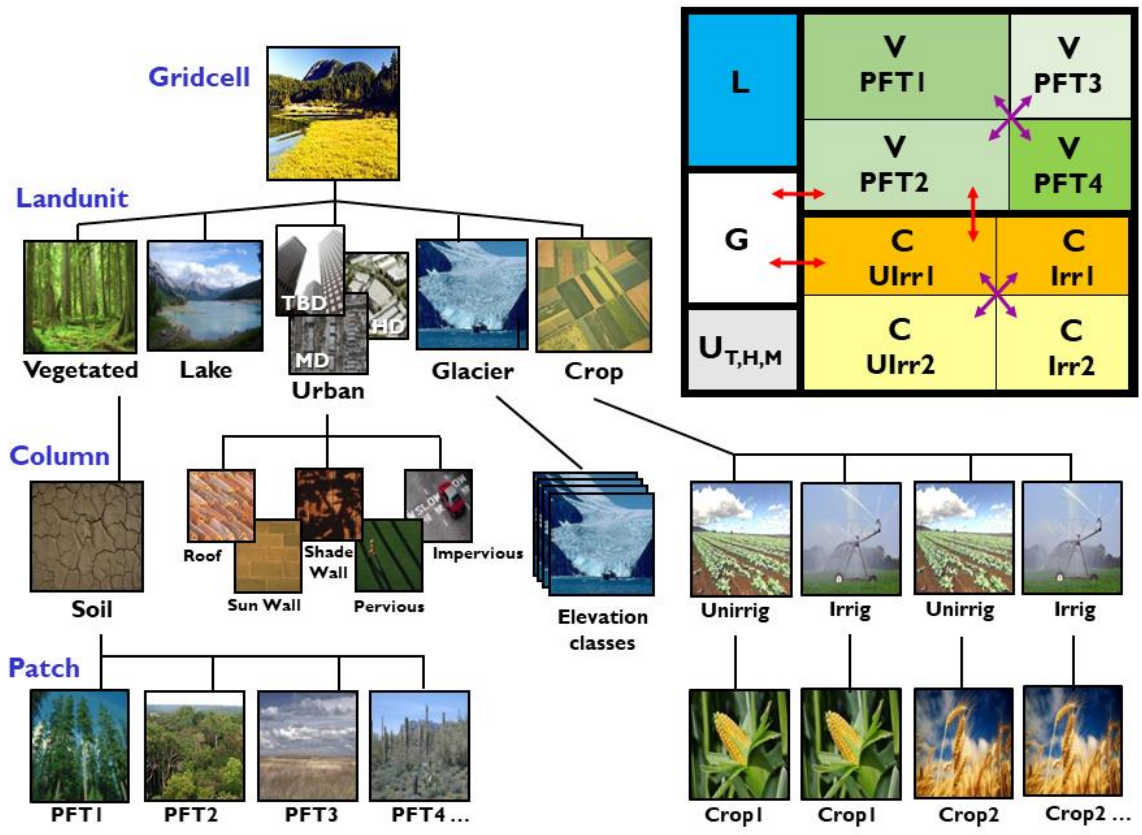 Gridcell
Landunit
TBD
HD
MD
Vegetated
Lake
Urban
Glacier
Crop
L
G
U_T,H,M
V
PFT1
V
PFT3
V
PFT2
V
PFT4
C
UIrr1
C
Irr1
C
UIrr2
C
Irr2
Column
SLOW
Soil
Roof
Sun Wall
Shade
Wall
Pervious
Impervious
Elevation
classes
Unirrig
Irrig
Unirrig
Irrig
Patch
PFT1
PFT2
PFT3
PFT4 ...
Crop1
Crop1
Crop2
Crop2 ...